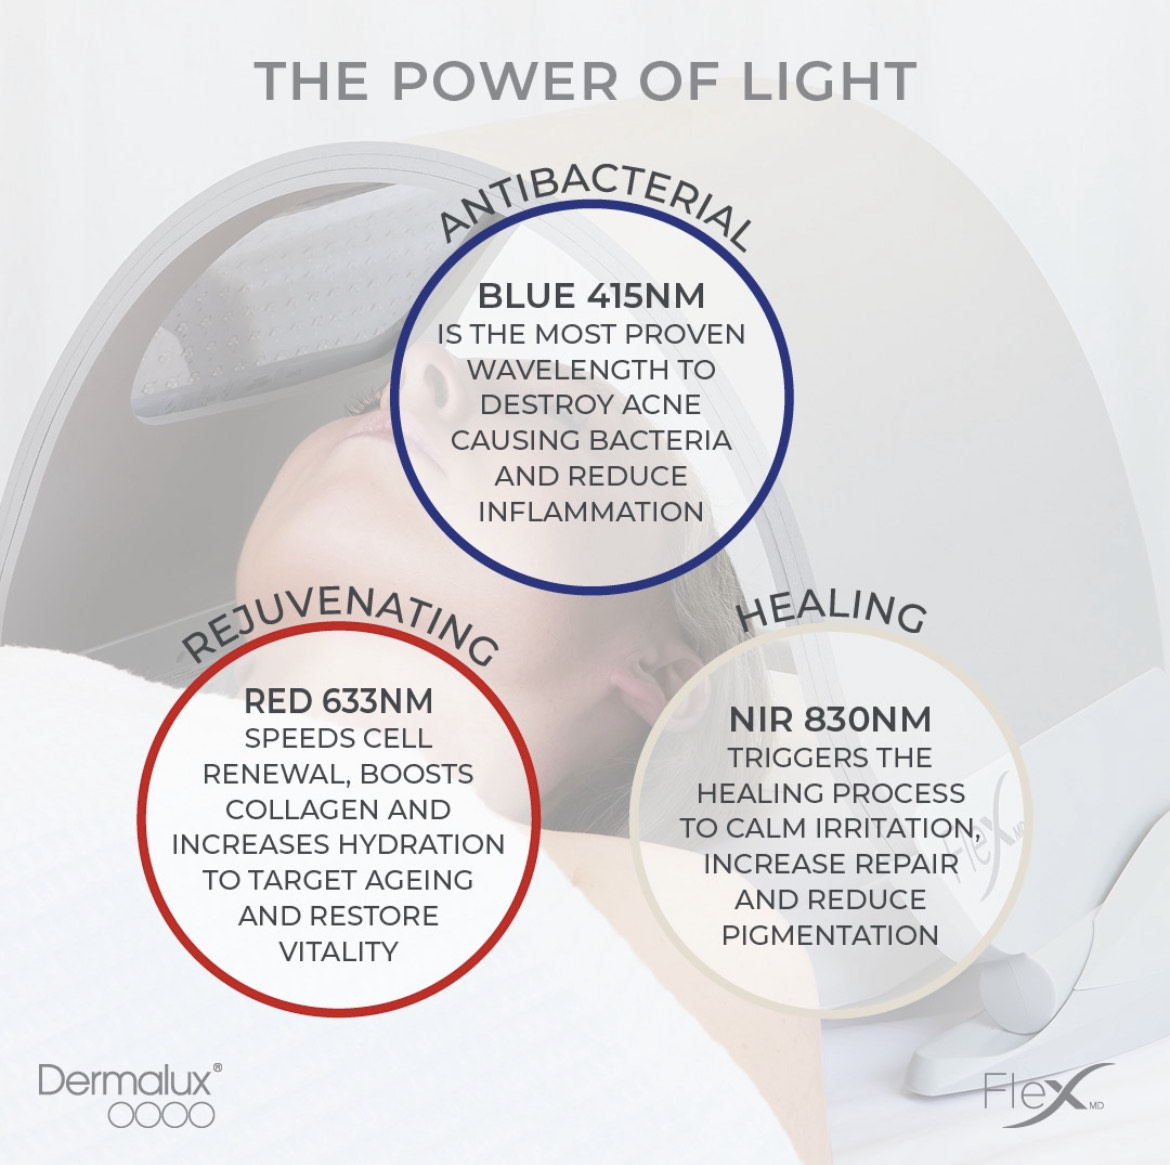 THE POWER OF LIGHT
ANTIBACTERIAL
BLUE 415NM
IS THE MOST PROVEN
WAVELENGTH TO
DESTROY ACNE
CAUSING BACTERIA
AND REDUCE
INFLAMMATION
REJUVENATING
RED 633NM
SPEEDS CELL
RENEWAL, BOOSTS
COLLAGEN AND
INCREASES HYDRATION
TO TARGET AGEING
AND RESTORE
VITALITY
HEALING
NIR 830NM
TRIGGERS THE
HEALING PROCESS
TO CALM IRRITATION,
INCREASE REPAIR
AND REDUCE
PIGMENTATION
Flex MD
Dermalux®
Flex MD